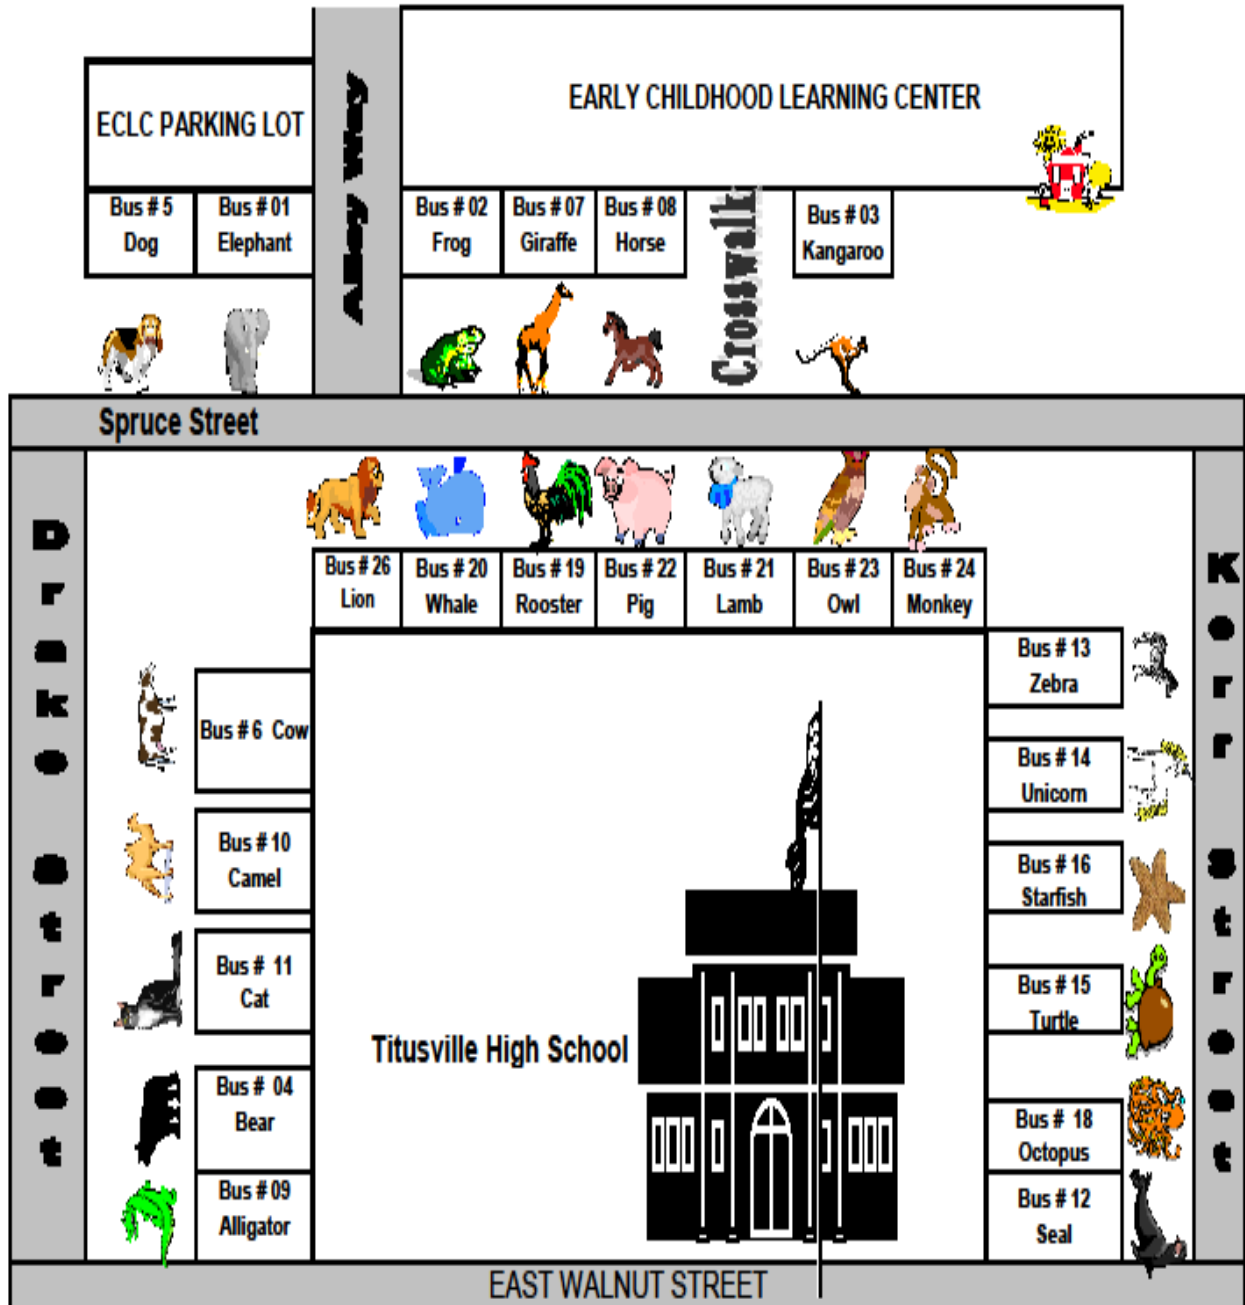 EARLY CHILDHOOD LEARNING CENTER
ECLC PARKING LOT
Alley Way
Bus # 5
Dog
Bus # 01
Elephant
Bus # 02
Frog
Bus # 07
Giraffe
Bus # 08
Horse
Crosswalk
Bus # 03
Kangaroo
Spruce Street
Drake Street
Kerr Street
Bus # 26
Lion
Bus # 20
Whale
Bus # 19
Rooster
Bus # 22
Pig
Bus # 21
Lamb
Bus # 23
Owl
Bus # 24
Monkey
Bus # 6 Cow
Bus # 10
Camel
Bus # 11
Cat
Bus # 04
Bear
Bus # 09
Alligator
Titusville High School
Bus # 13
Zebra
Bus # 14
Unicorn
Bus # 16
Starfish
Bus # 15
Turtle
Bus # 18
Octopus
Bus # 12
Seal
EAST WALNUT STREET